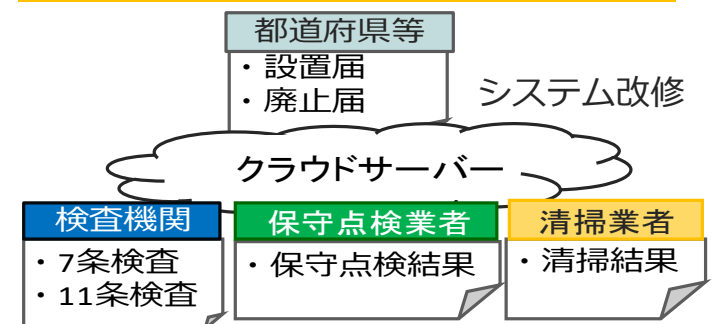 都道府県等
・設置届
・廃止届
システム改修
クラウドサーバー
検査機関
・7条検査
・11条検査
保守点検業者
・保守点検結果
清掃業者
・清掃結果